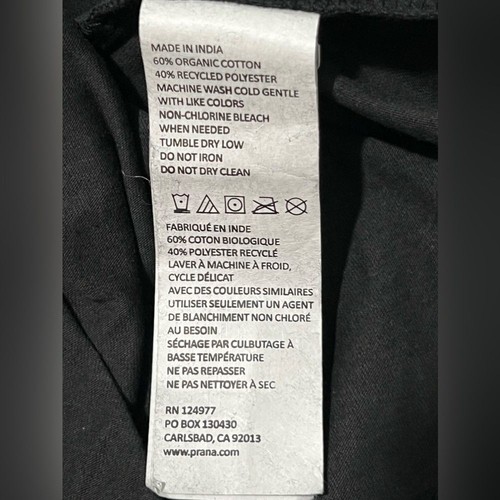 MADE IN INDIA
60% ORGANIC COTTON
40% RECYCLED POLYESTER
MACHINE WASH COLD GENTLE
WITH LIKE COLORS
NON-CHLORINE BLEACH
WHEN NEEDED
TUMBLE DRY LOW
DO NOT IRON
DO NOT DRY CLEAN
FABRIQUÉ EN INDE
60% COTON BIOLOGIQUE
40% POLYESTER RECYCLÉ
LAVER À MACHINE À FROID,
CYCLE DÉLICAT
AVEC DES COULEURS SIMILAIRES
UTILISER SEULEMENT UN AGENT
DE BLANCHIMENT NON CHLORÉ
AU BESOIN
SÉCHAGE PAR CULBUTAGE À
BASSE TEMPÉRATURE
NE PAS REPASSER
NE PAS NETTOYER À SEC
RN 124977
PO BOX 130430
CARLSBAD, CA 92013
www.prana.com